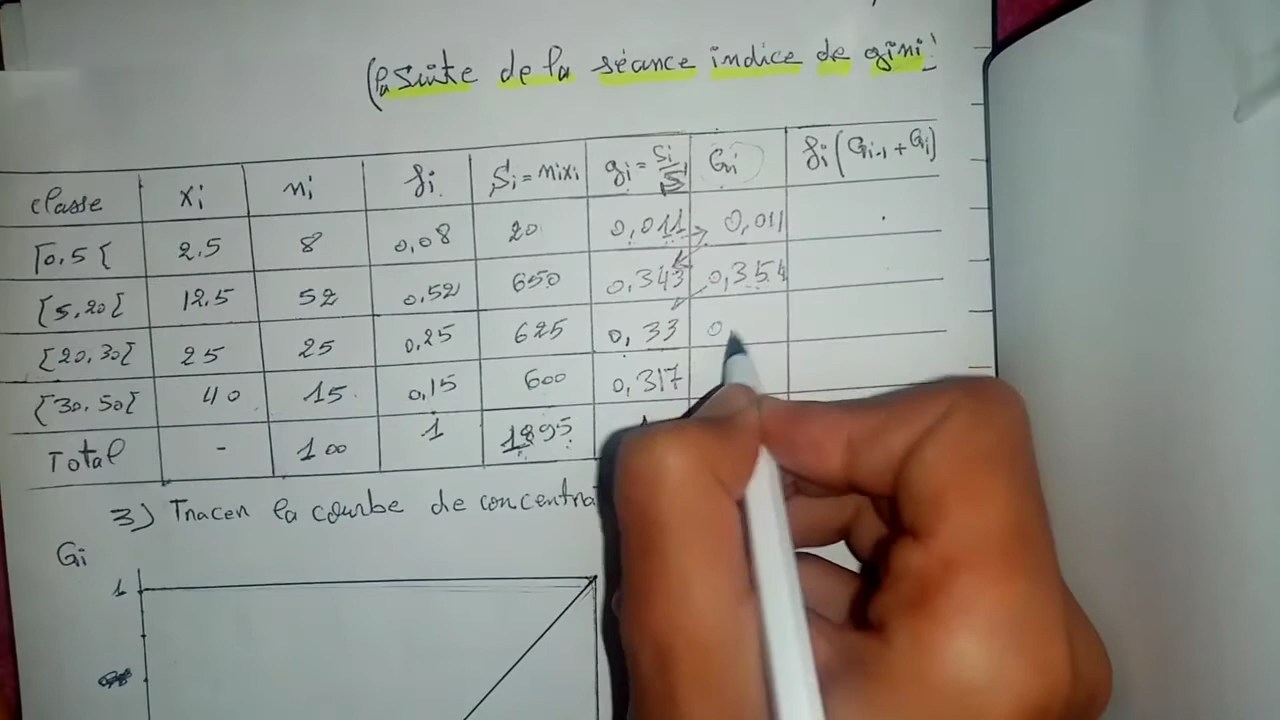 (la suite de la séance indice de gini)
classe xi ni fi Si = nixi gi = Si/S Gi fi (Gi-1 + Gi)
[0,5[ 2.5 8 0,08 20 0,011 0,011
[5,20[ 12.5 52 0,52 650 0,343 0,354
[20,30[ 25 25 0,25 625 0,33 0
[30,50[ 40 15 0,15 600 0,317
Total - 100 1 1895
3) Tracer la courbe de concentra
Gi
1